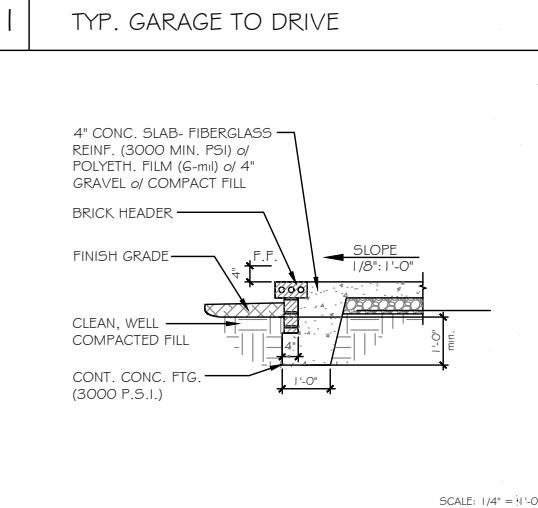 1
TYP. GARAGE TO DRIVE
4" CONC. SLAB- FIBERGLASS
REINF. (3000 MIN. PSI) o/
POLYETH. FILM (6-mil) o/ 4"
GRAVEL o/ COMPACT FILL
BRICK HEADER
FINISH GRADE
F.F.
4"
SLOPE
1/8":1'-0"
CLEAN, WELL
COMPACTED FILL
4"
1'-0"
min.
CONT. CONC. FTG.
(3000 P.S.I.)
1'-0"
SCALE: 1/4" = 1'-0